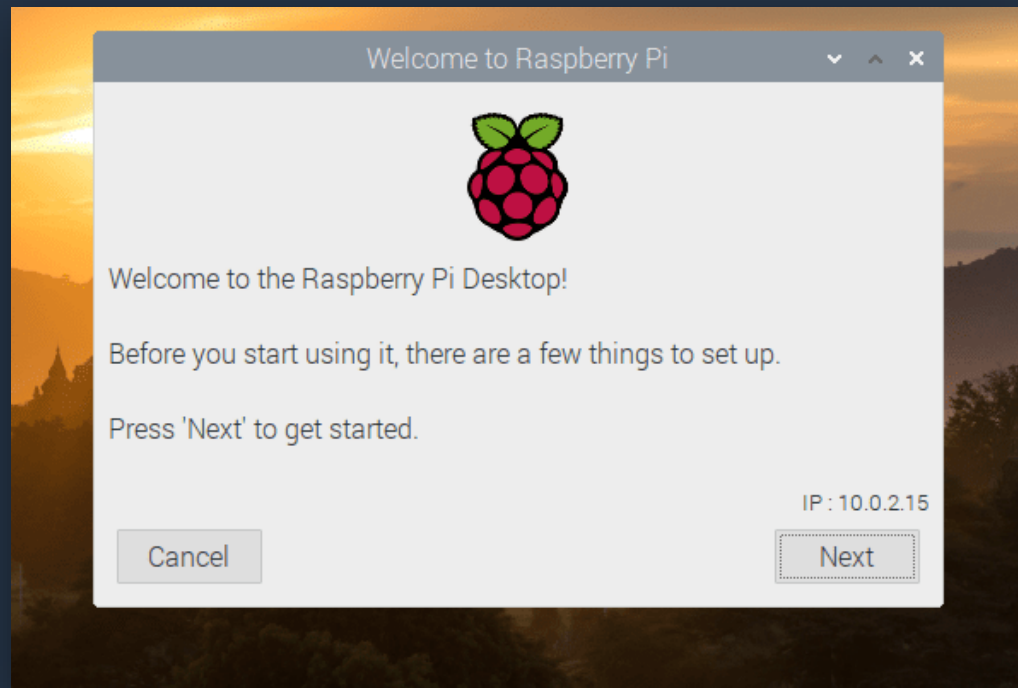 Welcome to Raspberry Pi
Welcome to the Raspberry Pi Desktop!
Before you start using it, there are a few things to set up.
Press 'Next' to get started.
IP : 10.0.2.15
Cancel
Next